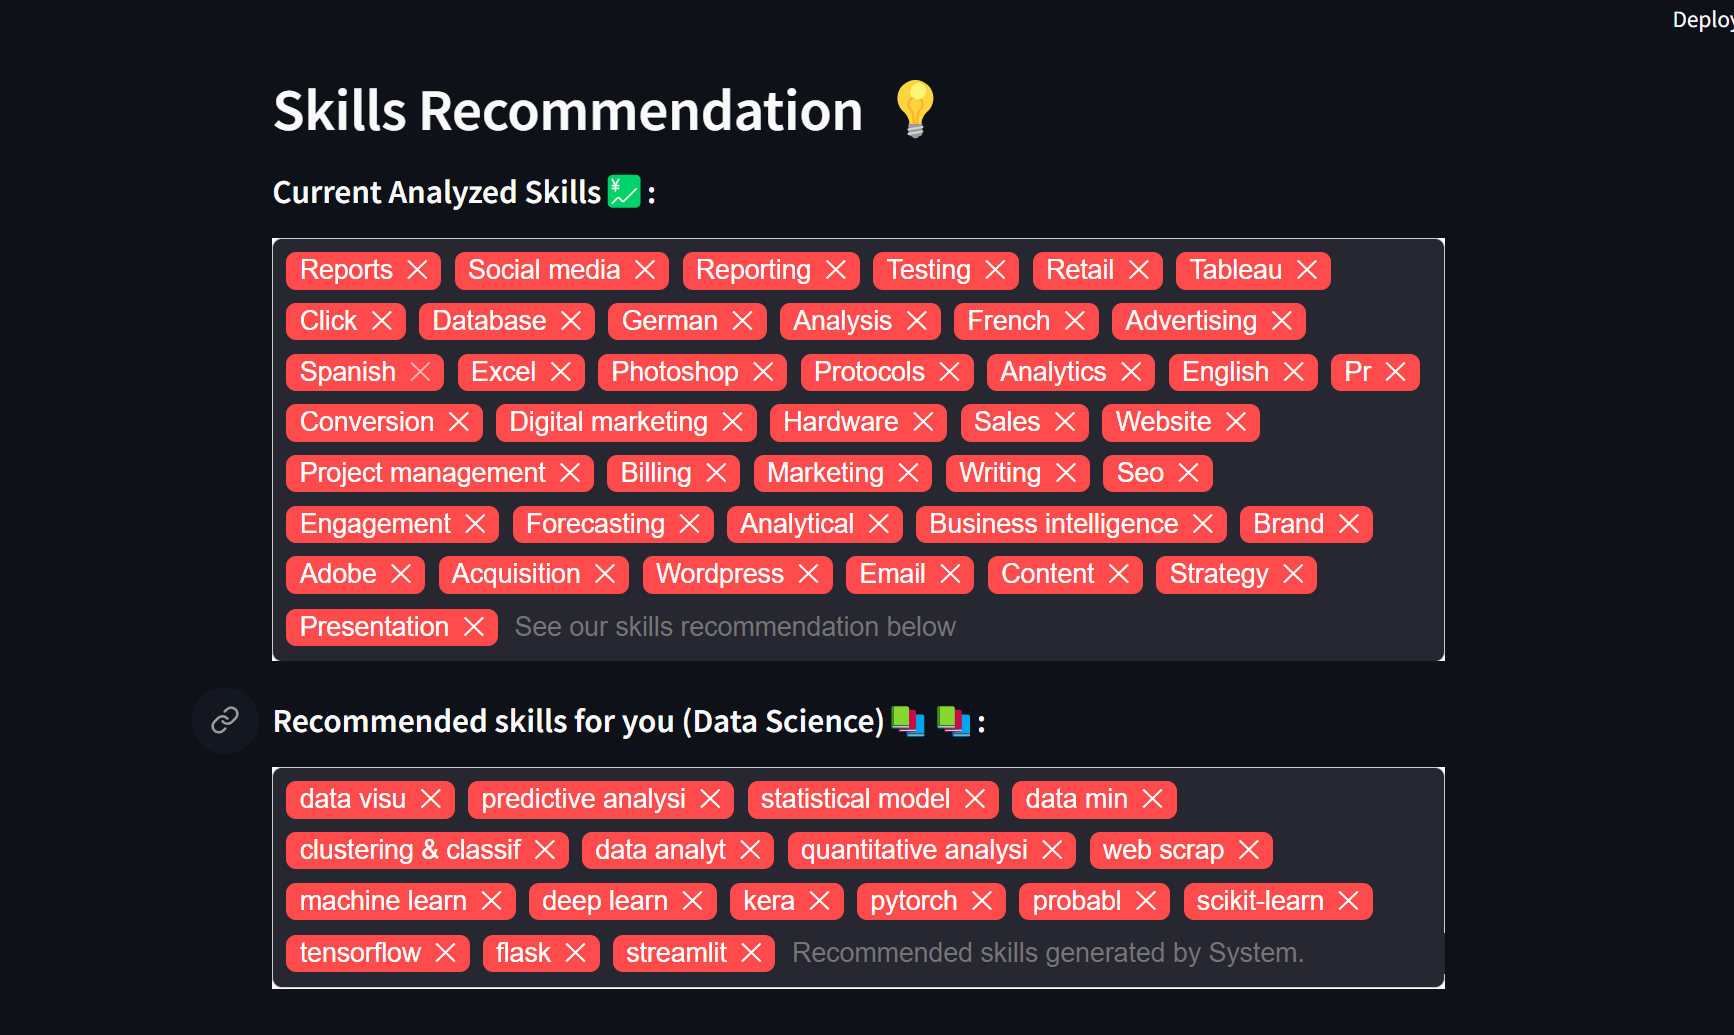 Deploy
Skills Recommendation
Current Analyzed Skills :
Reports Social media Reporting Testing Retail Tableau
Click Database German Analysis French Advertising
Spanish Excel Photoshop Protocols Analytics English Pr
Conversion Digital marketing Hardware Sales Website
Project management Billing Marketing Writing Seo
Engagement Forecasting Analytical Business intelligence Brand
Adobe Acquisition Wordpress Email Content Strategy
Presentation See our skills recommendation below
Recommended skills for you (Data Science) :
data visu predictive analysi statistical model data min
clustering & classif data analyt quantitative analysi web scrap
machine learn deep learn kera pytorch probabl scikit-learn
tensorflow flask streamlit Recommended skills generated by System.